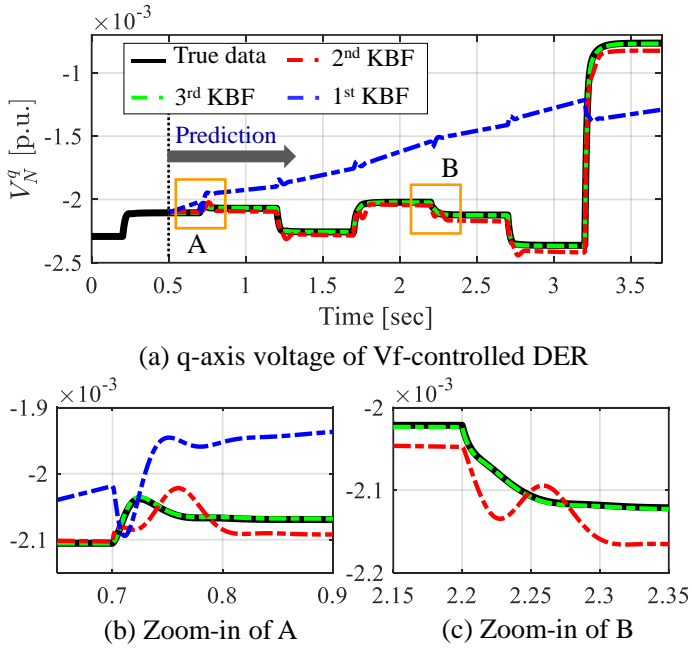 ×10⁻³
True data
2ⁿᵈ KBF
3ʳᵈ KBF
1ˢᵗ KBF
Prediction
A
B
V_N^q [p.u.]
-1
-1.5
-2
-2.5
0 0.5 1 1.5 2 2.5 3 3.5
Time [sec]
(a) q-axis voltage of Vf-controlled DER
×10⁻³
-1.9
-2
-2.1
0.7 0.8 0.9
(b) Zoom-in of A
×10⁻³
-2
-2.1
-2.2
2.15 2.2 2.25 2.3 2.35
(c) Zoom-in of B